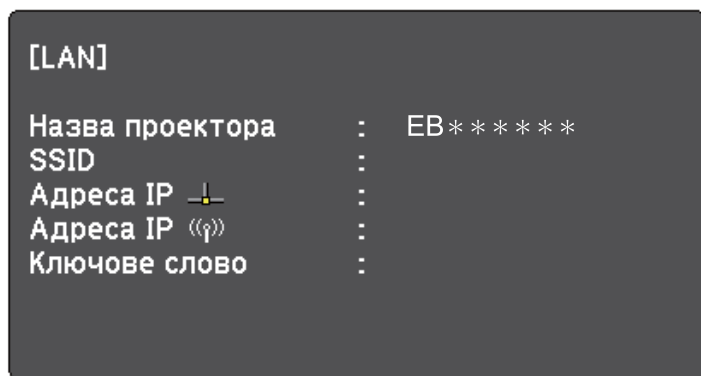 [LAN]
Назва проектора : EB******
SSID :
Адреса IP :
Адреса IP :
Ключове слово :